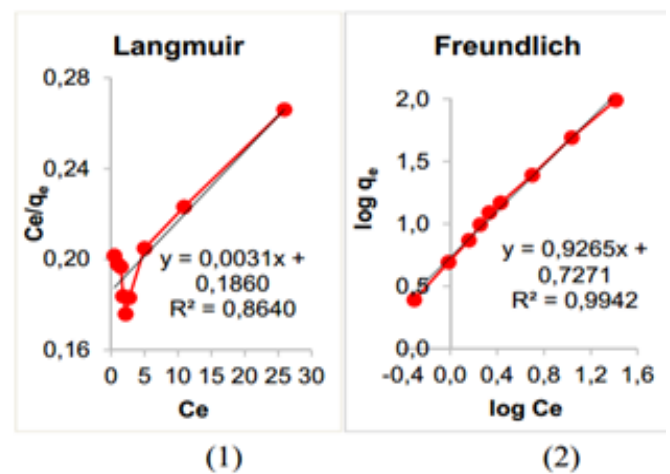 Langmuir
0,28
0,24
0,20
0,16
Ce/qe
y = 0,0031x +
0,1860
R² = 0,8640
0 5 10 15 20 25 30
Ce
(1)
Freundlich
2,0
1,5
1,0
0,5
0,0
log qe
y = 0,9265x +
0,7271
R² = 0,9942
-0,4 0,0 0,4 0,8 1,2 1,6
log Ce
(2)